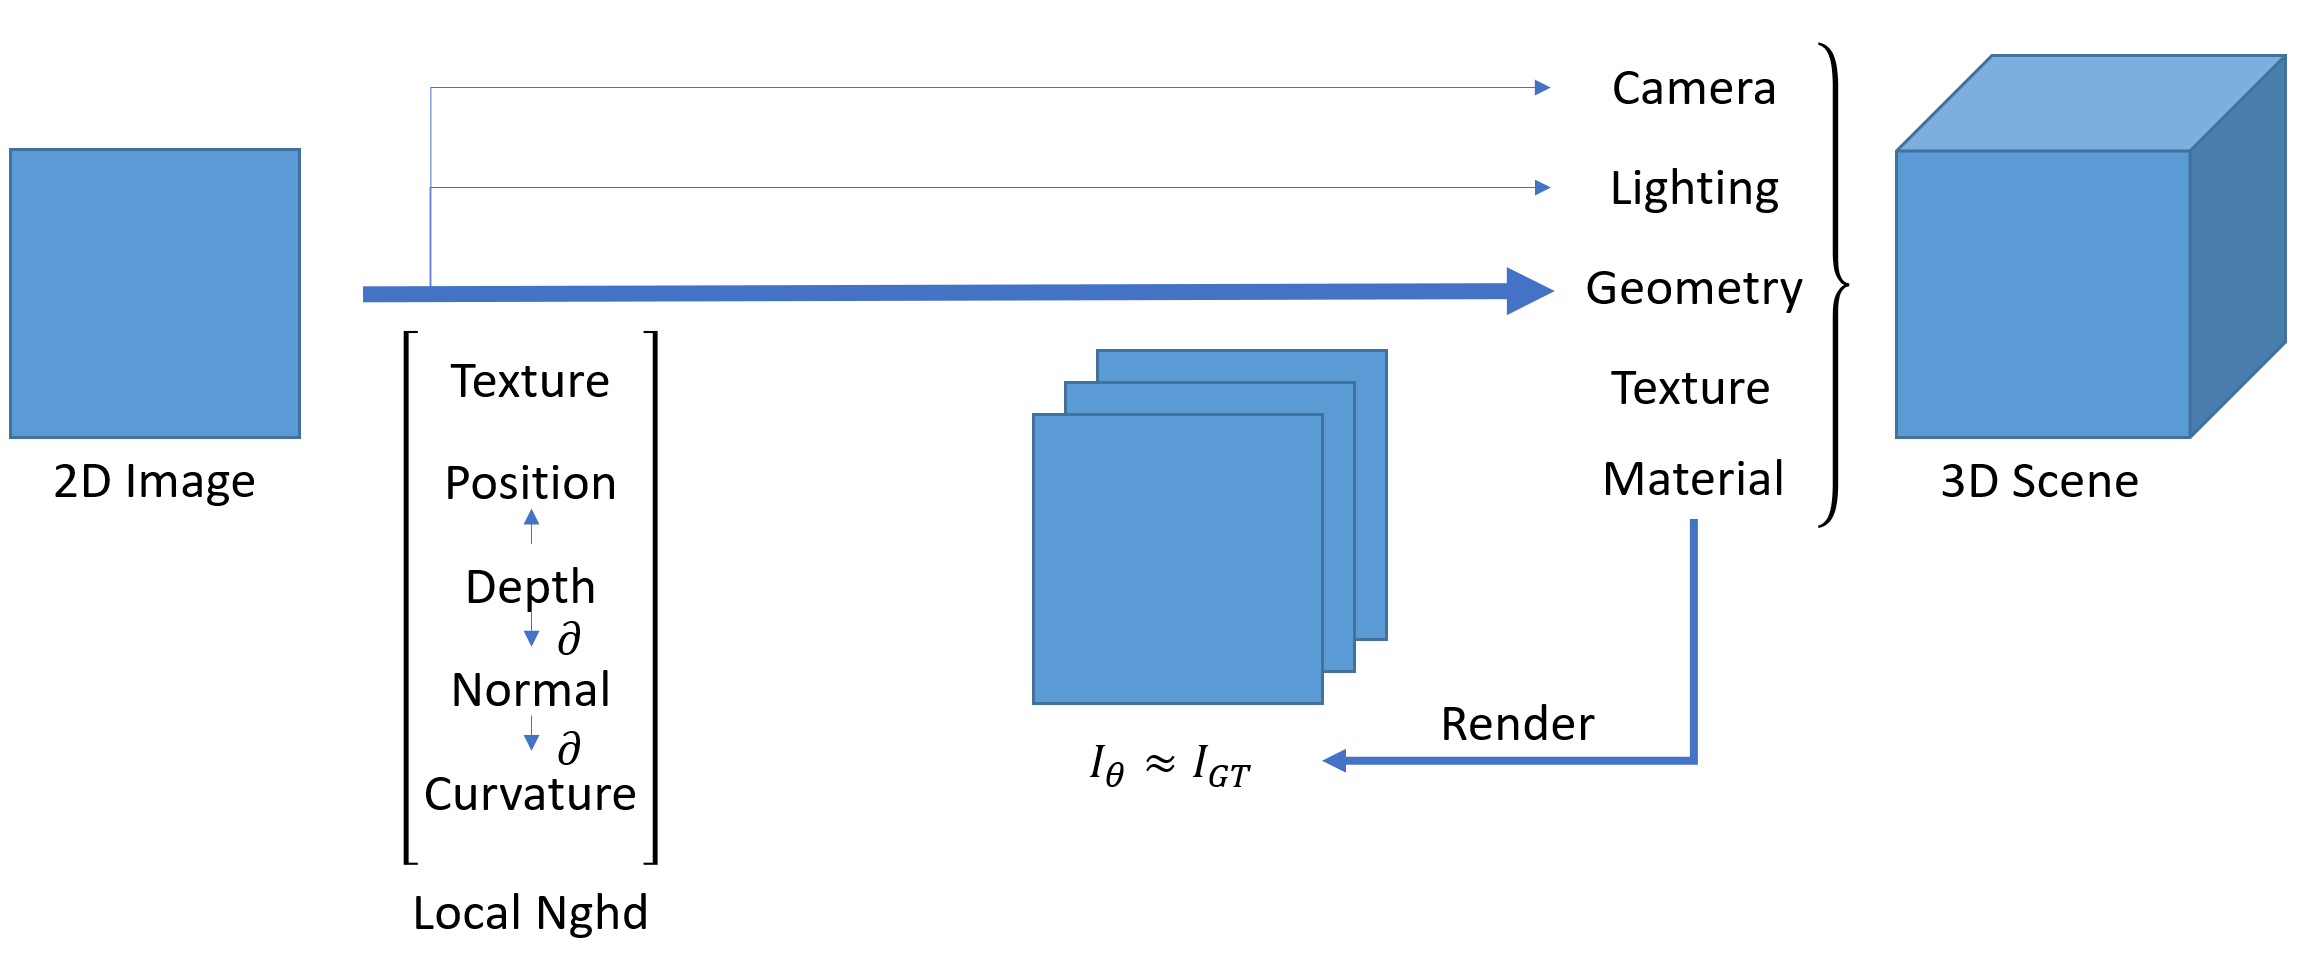 Camera
Lighting
Geometry
Texture
Material
2D Image
3D Scene
Texture
Position
Depth
∂
Normal
∂
Curvature
Local Nghd
Render
I_θ ≈ I_GT